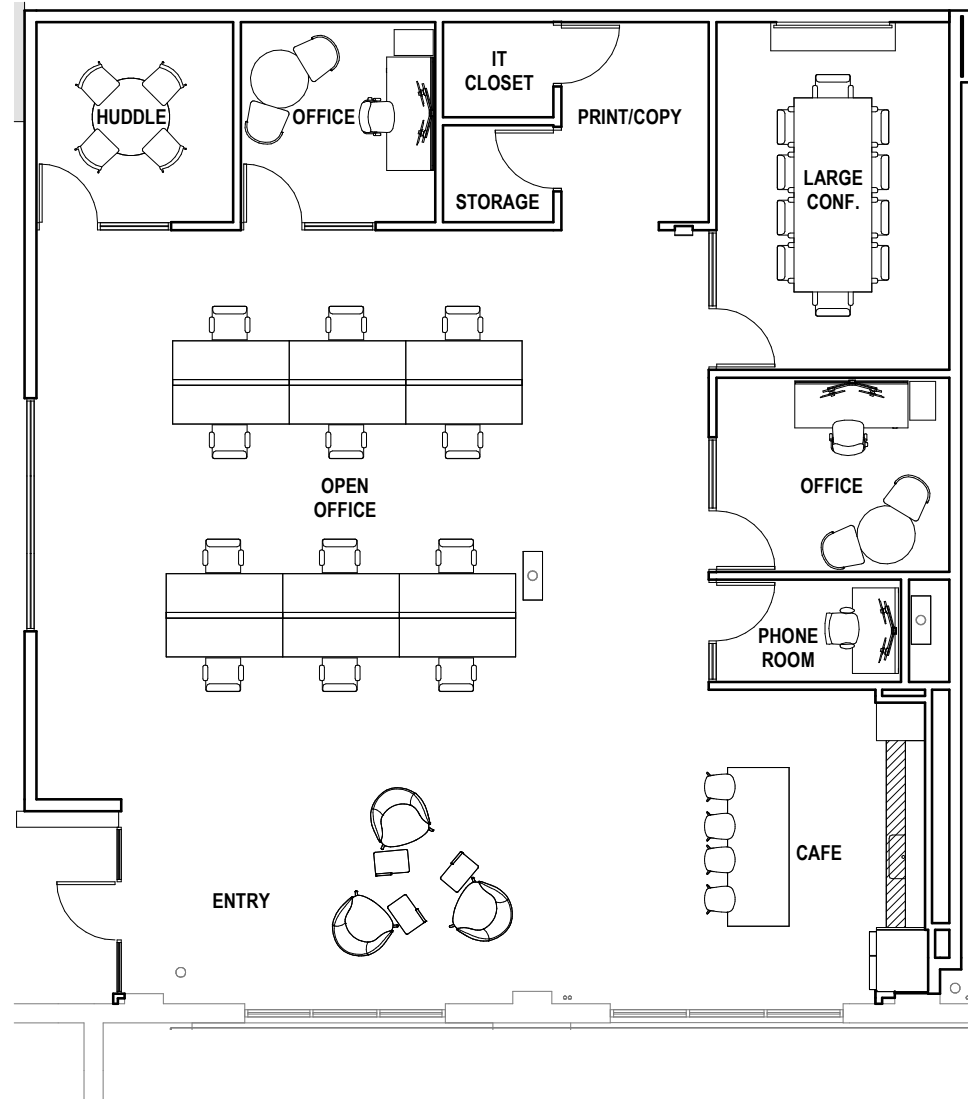 IT
CLOSET
HUDDLE
OFFICE
PRINT/COPY
LARGE
CONF.
STORAGE
OPEN
OFFICE
OFFICE
PHONE
ROOM
CAFE
ENTRY